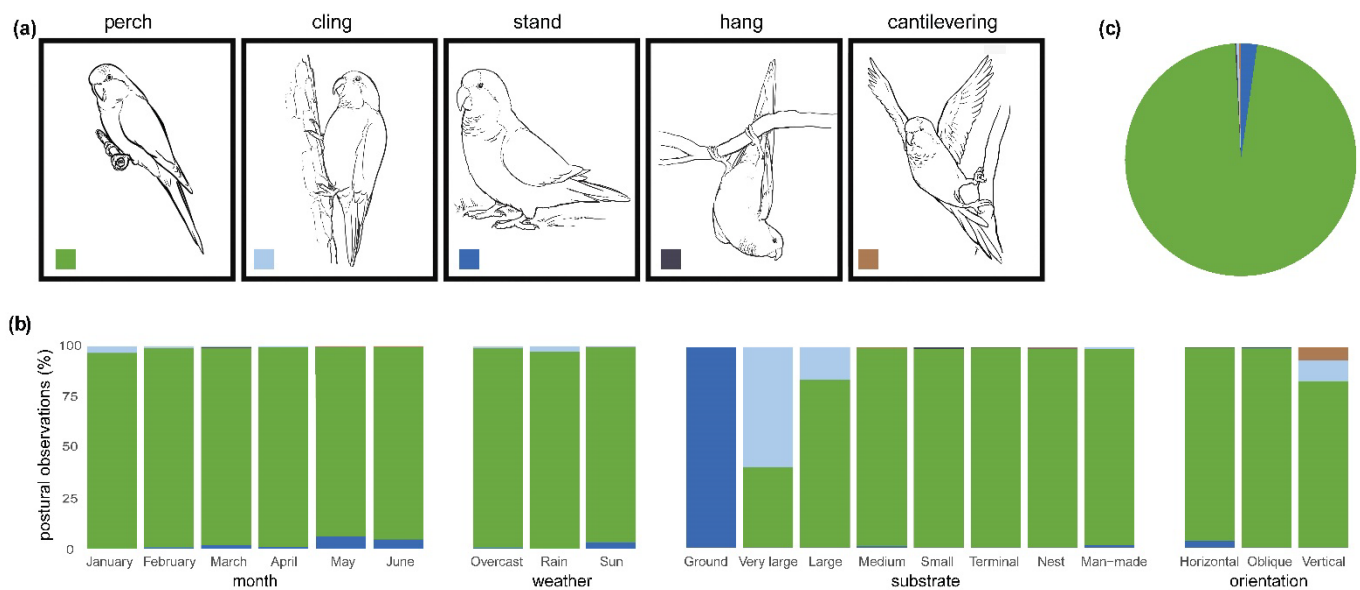 (a) perch cling stand hang cantilevering (c)
(b)
postural observations (%)
100
75
50
25
0
January February March April May June Overcast Rain Sun Ground Very large Large Medium Small Terminal Nest Man−made Horizontal Oblique Vertical
month weather substrate orientation